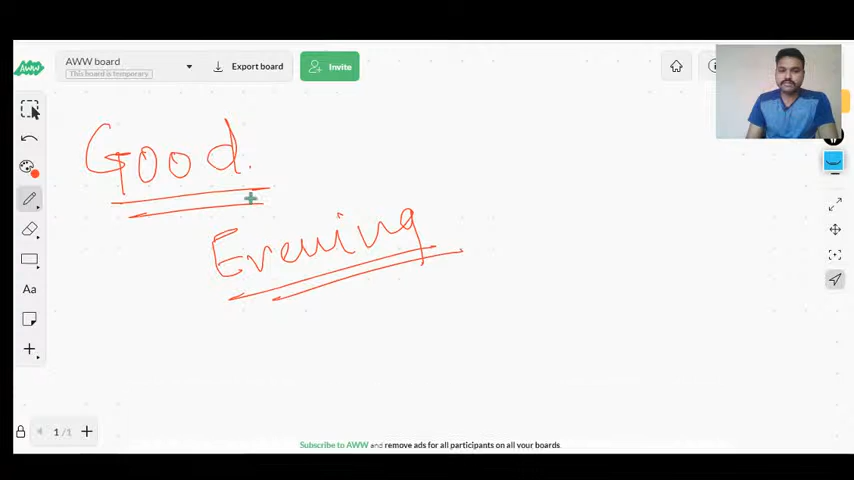 AWW
AWW board
This board is temporary
Export board
Invite
Good.
Evening
Aa
1 /1
Subscribe to AWW and remove ads for all participants on all your boards.